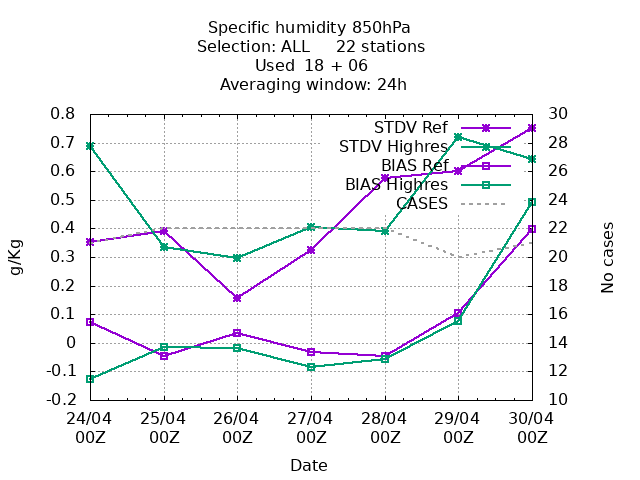 Specific humidity 850hPa
Selection: ALL     22 stations
Used  18 + 06
Averaging window: 24h
0.8
0.7
0.6
0.5
0.4
0.3
0.2
0.1
0
-0.1
-0.2
g/Kg
STDV Ref
STDV Highres
BIAS Ref
BIAS Highres
CASES
30
28
26
24
22
20
18
16
14
12
10
No cases
24/04 25/04 26/04 27/04 28/04 29/04 30/04
00Z 00Z 00Z 00Z 00Z 00Z 00Z
Date